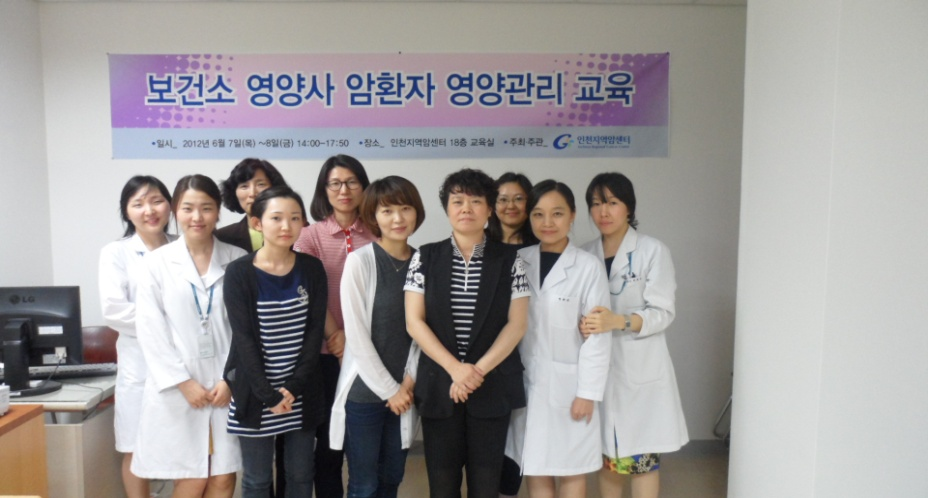 보건소 영양사 암환자 영양관리 교육
•일시_ 2012년 6월 7일(목) ~8일(금) 14:00~17:50 •장소_ 인천지역암센터 18층 교육실 •주최·주관_ 인천지역암센터
LG